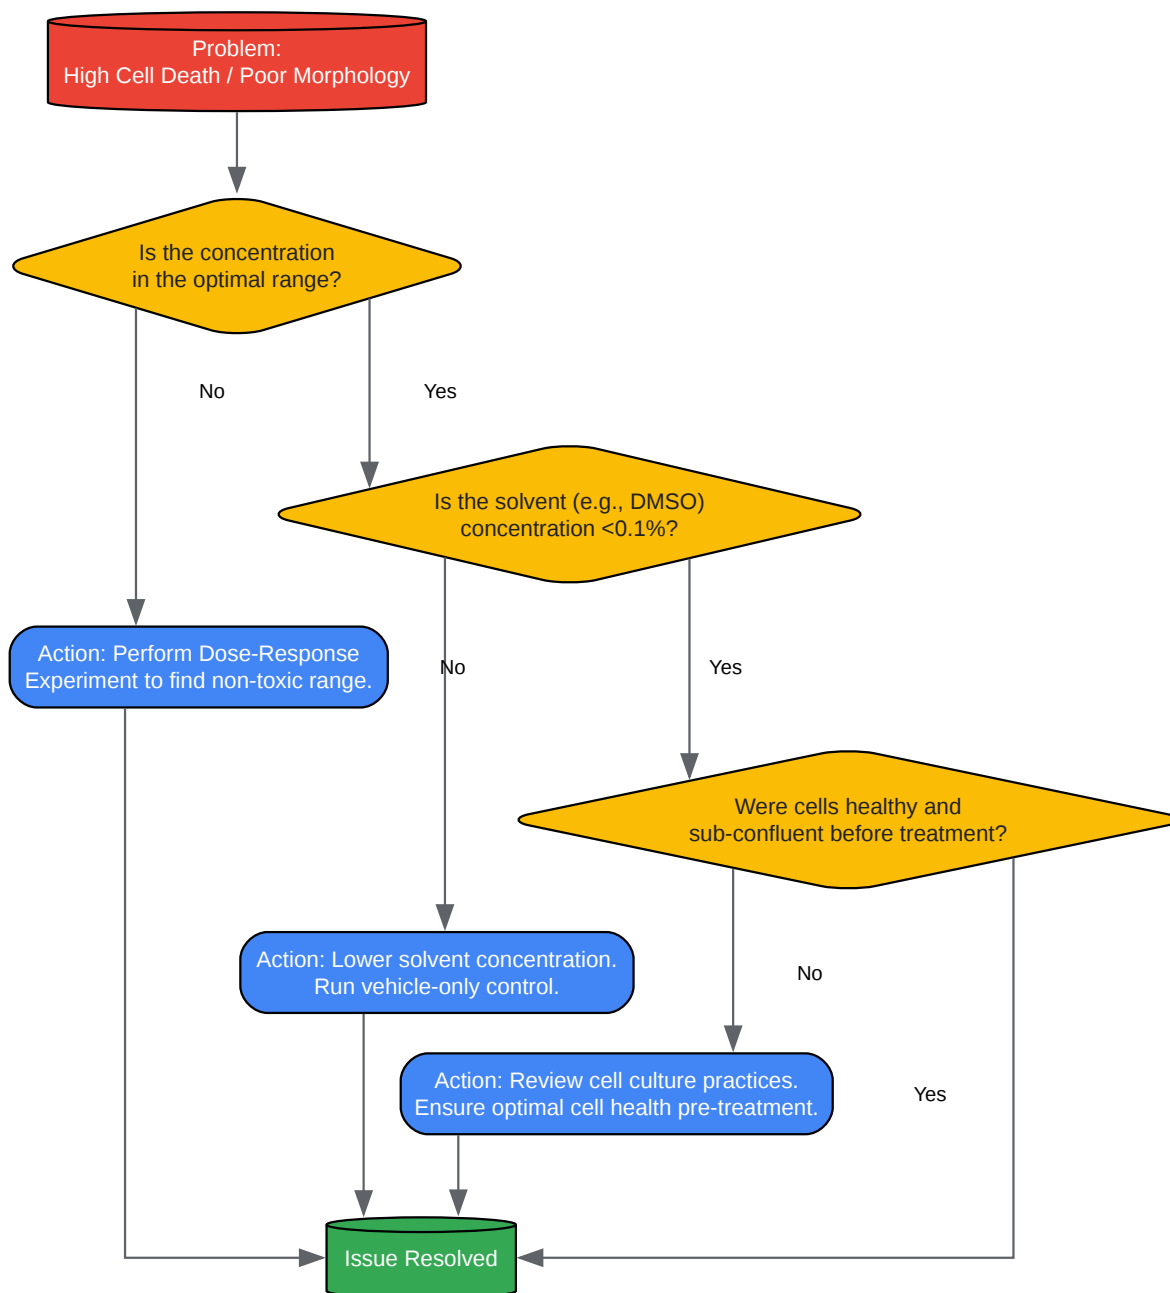 Problem:
High Cell Death / Poor Morphology
Is the concentration
in the optimal range?
No
Yes
Is the solvent (e.g., DMSO)
concentration <0.1%?
Action: Perform Dose-Response
Experiment to find non-toxic range.
No
Yes
Were cells healthy and
sub-confluent before treatment?
Action: Lower solvent concentration.
Run vehicle-only control.
No
Action: Review cell culture practices.
Ensure optimal cell health pre-treatment.
Yes
Issue Resolved